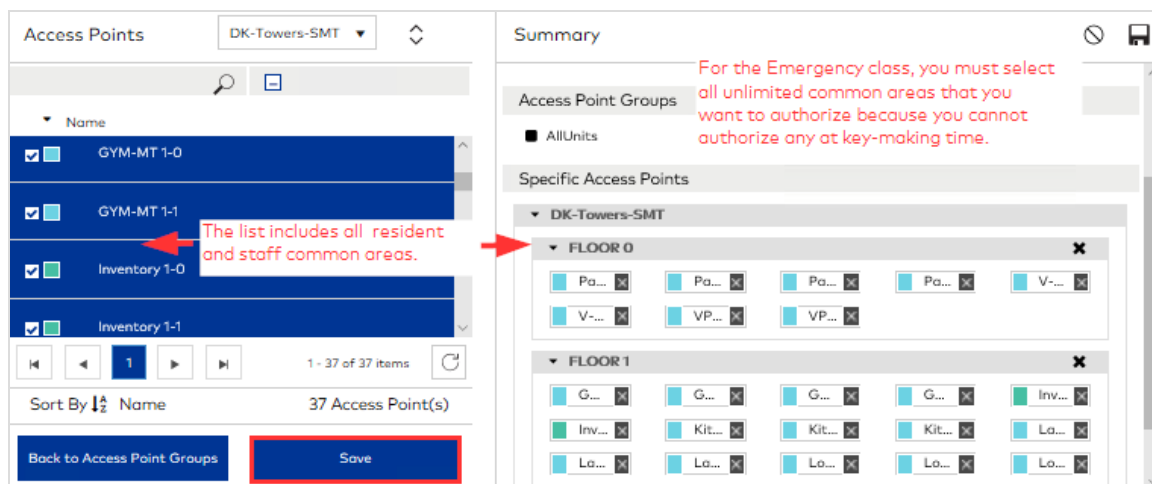 Access Points
DK-Towers-SMT
Summary
For the Emergency class, you must select
all unlimited common areas that you
want to authorize because you cannot
authorize any at key-making time.
Name
GYM-MT 1-0
GYM-MT 1-1
Inventory 1-0
Inventory 1-1
The list includes all resident
and staff common areas.
1
1 - 37 of 37 items
Sort By Name
37 Access Point(s)
Back to Access Point Groups
Save
Access Point Groups
AllUnits
Specific Access Points
DK-Towers-SMT
FLOOR 0
Pa... Pa... Pa... Pa... V-...
V-... VP... VP...
FLOOR 1
G... G... G... G... Inv...
Inv... Kit... Kit... Kit... La...
La... La... Lo... Lo... Lo...